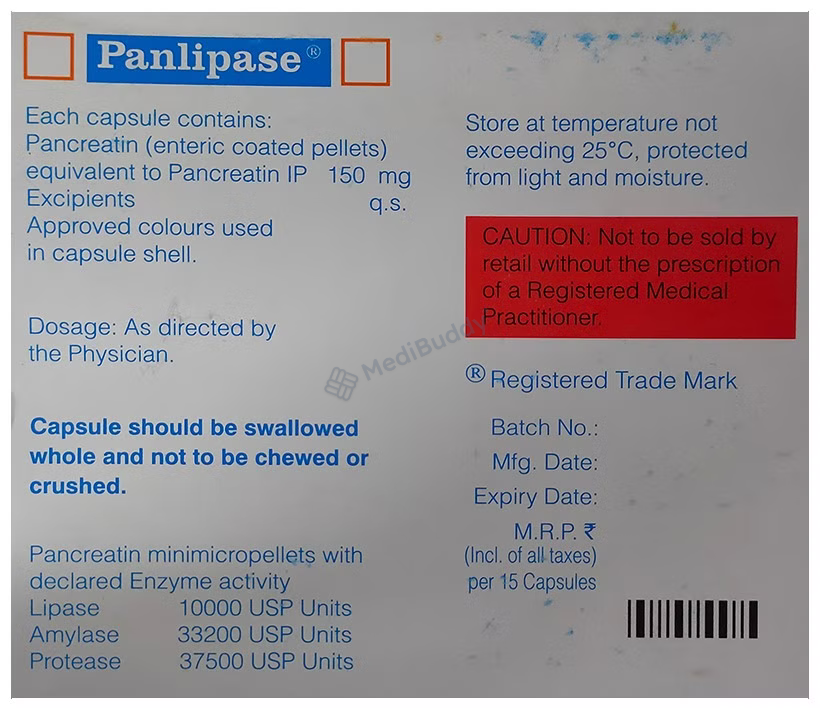 Panlipase®
Each capsule contains:
Pancreatin (enteric coated pellets)
equivalent to Pancreatin IP 150 mg
Excipients q.s.
Approved colours used
in capsule shell.
Dosage: As directed by
the Physician.
Capsule should be swallowed
whole and not to be chewed or
crushed.
Pancreatin minimicropellets with
declared Enzyme activity
Lipase 10000 USP Units
Amylase 33200 USP Units
Protease 37500 USP Units
Store at temperature not
exceeding 25°C, protected
from light and moisture.
CAUTION: Not to be sold by
retail without the prescription
of a Registered Medical
Practitioner.
® Registered Trade Mark
Batch No.:
Mfg. Date:
Expiry Date:
M.R.P. ₹
(Incl. of all taxes)
per 15 Capsules
MediBuddy